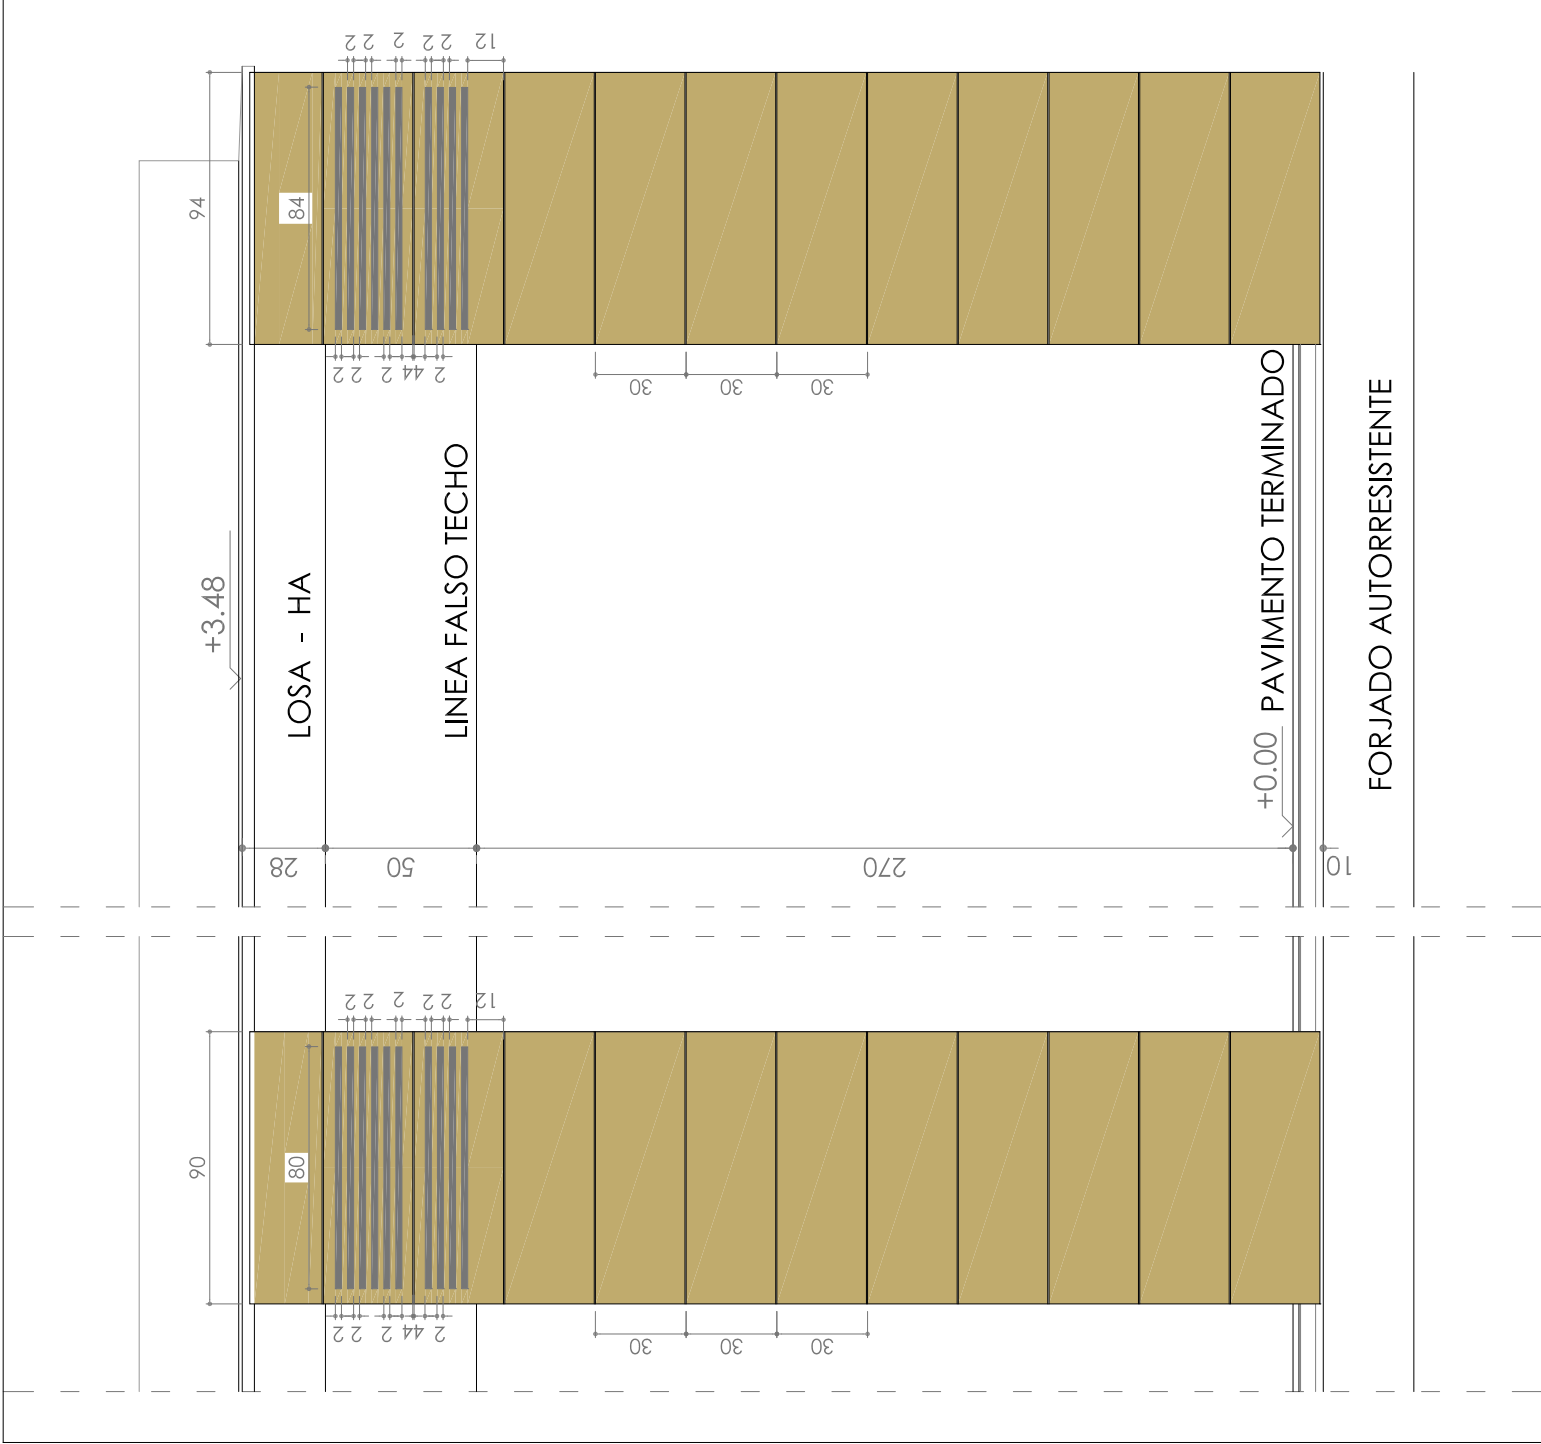 2 2 2 2 2 12
94
84
2 2 2 4 4 2
30 30 30
+3.48
LOSA - HA
LINEA FALSO TECHO
+0.00 PAVIMENTO TERMINADO
FORJADO AUTORRESISTENTE
28 50 270 10
2 2 2 2 2 12
90
80
2 2 2 4 4 2
30 30 30